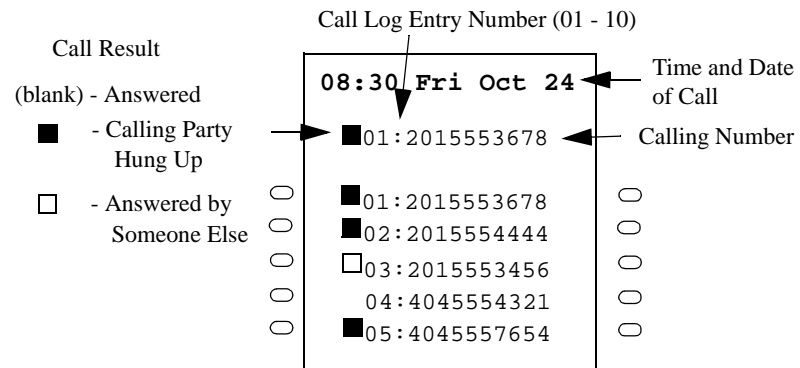 Call Log Entry Number (01 - 10)
Call Result
(blank) - Answered
- Calling Party
Hung Up
- Answered by
Someone Else
08:30 Fri Oct 24
Time and Date
of Call
01:2015553678
Calling Number
01:2015553678
02:2015554444
03:2015553456
04:4045554321
05:4045557654